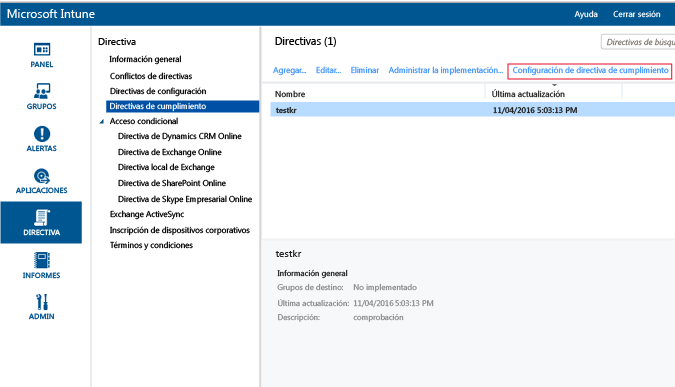 Microsoft Intune
Ayuda
Cerrar sesión
PANEL
GRUPOS
ALERTAS
APLICACIONES
DIRECTIVA
INFORMES
ADMIN
Directiva
Información general
Conflictos de directivas
Directivas de configuración
Directivas de cumplimiento
Acceso condicional
Directiva de Dynamics CRM Online
Directiva de Exchange Online
Directiva local de Exchange
Directiva de SharePoint Online
Directiva de Skype Empresarial Online
Exchange ActiveSync
Inscripción de dispositivos corporativos
Términos y condiciones
Directivas (1)
Directivas de búsqu
Agregar... Editar... Eliminar Administrar la implementación... Configuración de directiva de cumplimiento
Nombre Última actualización
testkr 11/04/2016 5:03:13 PM
testkr
Información general
Grupos de destino: No implementado
Última actualización: 11/04/2016 5:03:13 PM
Descripción: comprobación